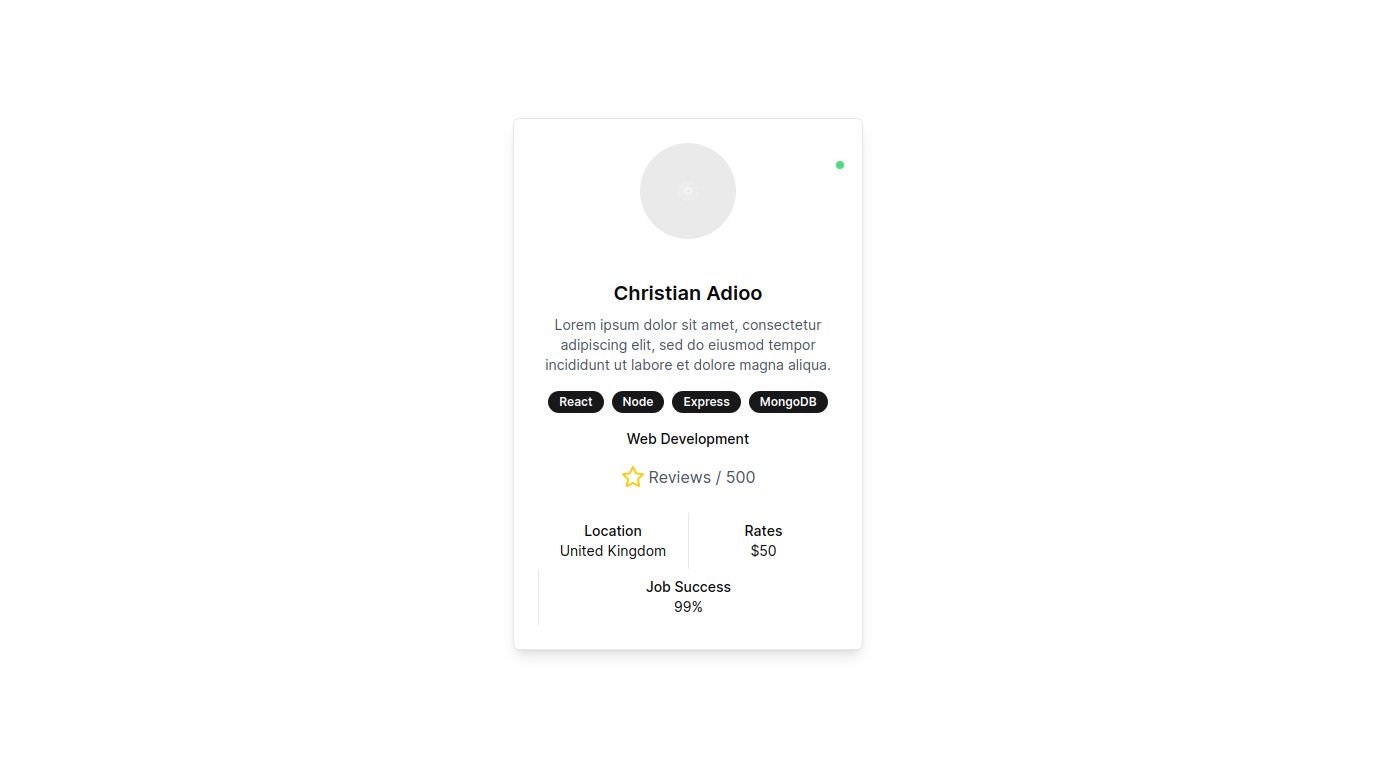 Christian Adioo
Lorem ipsum dolor sit amet, consectetur
adipiscing elit, sed do eiusmod tempor
incididunt ut labore et dolore magna aliqua.
React Node Express MongoDB
Web Development
Reviews / 500
Location Rates
United Kingdom $50
Job Success
99%